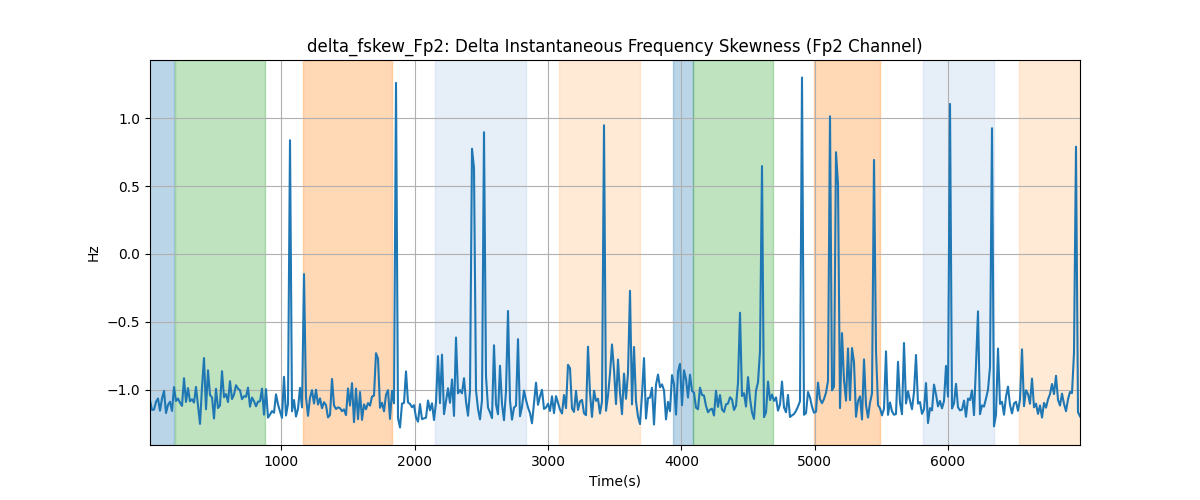 delta_fskew_Fp2: Delta Instantaneous Frequency Skewness (Fp2 Channel)
Hz
1.0
0.5
0.0
−0.5
−1.0
1000 2000 3000 4000 5000 6000
Time(s)